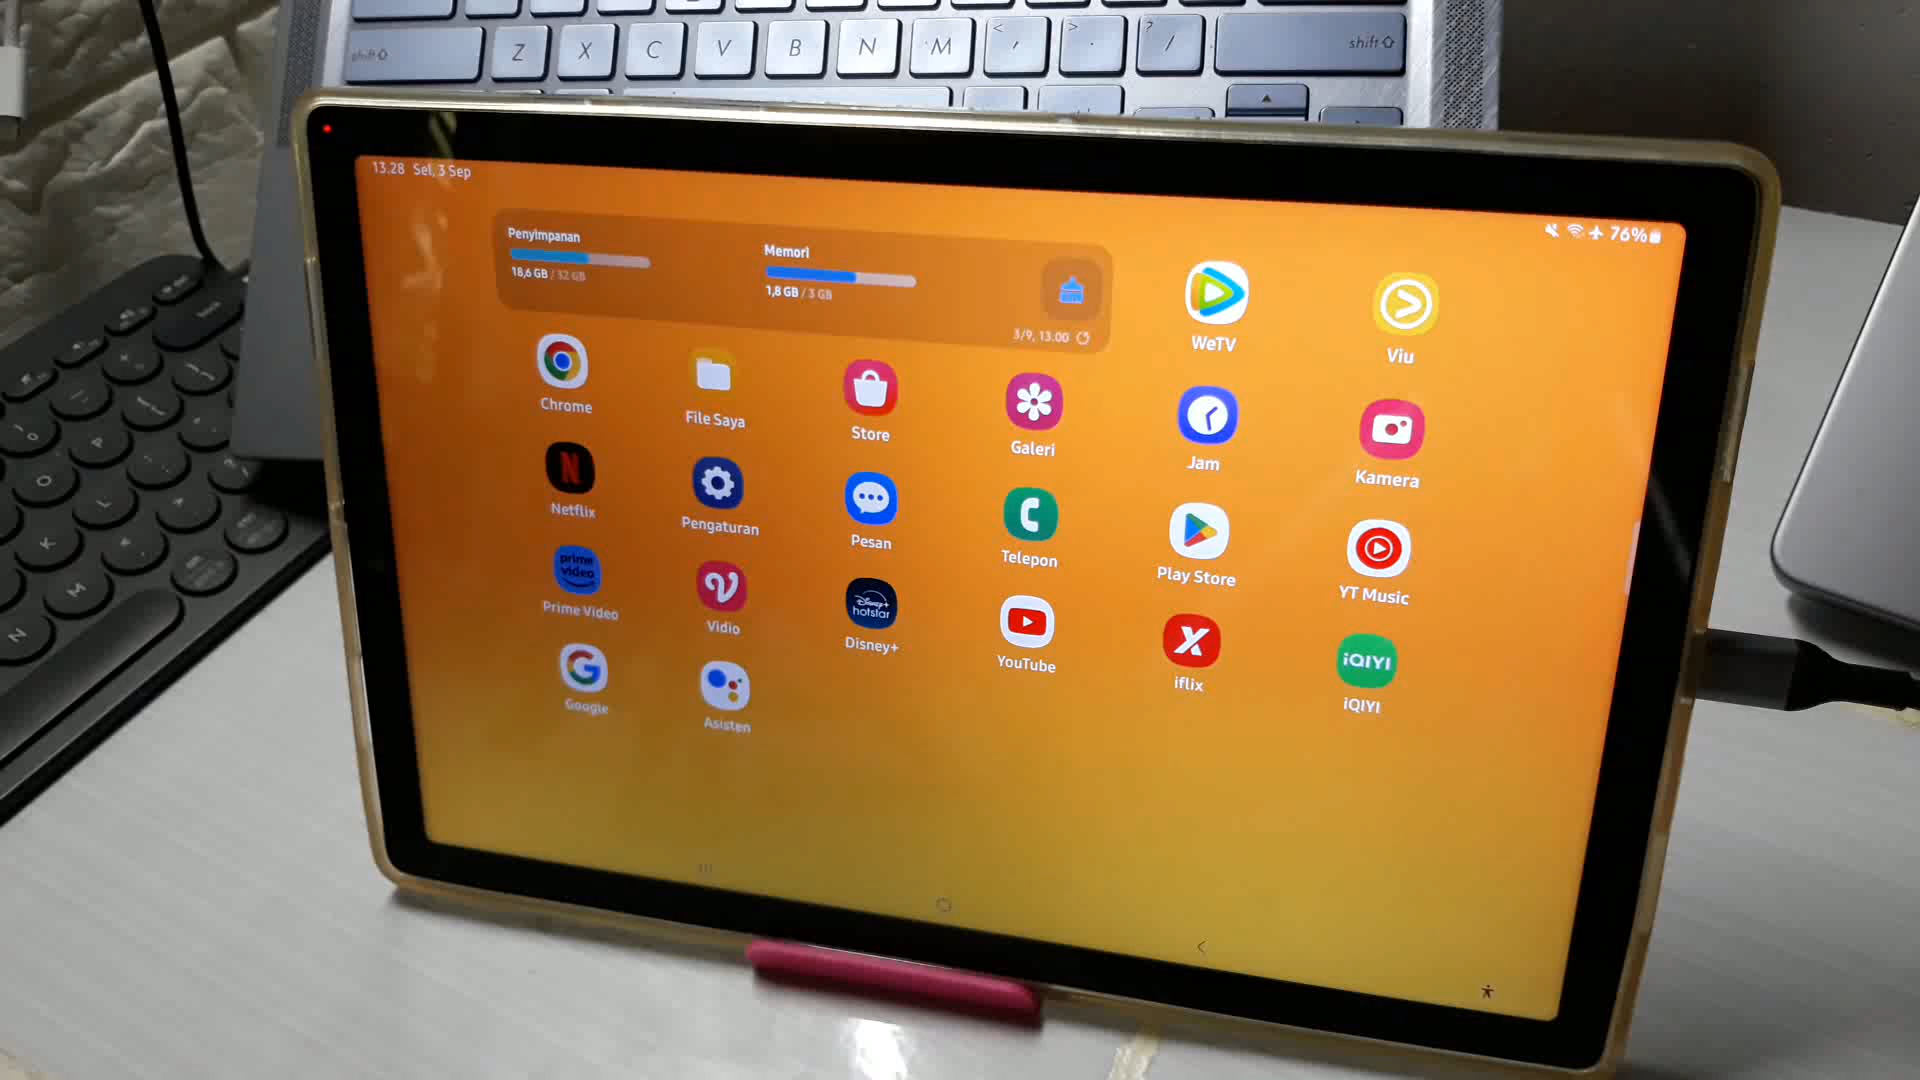 shift
Z X C V B N M < , > . ? / shift
13.28 Sel, 3 Sep
76%
Penyimpanan
18,6 GB / 32 GB
Memori
1,8 GB / 3 GB
3/9, 13.00
WeTV
Viu
Chrome
File Saya
Store
Galeri
Jam
Kamera
N
Netflix
Pengaturan
Pesan
Telepon
Play Store
YT Music
prime video
Prime Video
Vidio
Disney+ hotstar
Disney+
YouTube
iflix
iQIYI
iQIYI
G
Google
Asisten
O
P
L
K
M
N